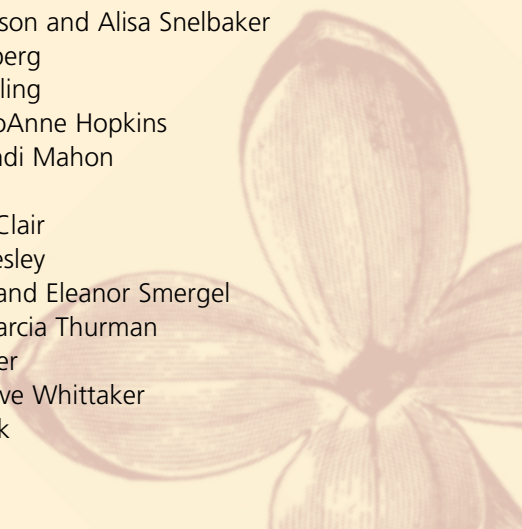 son and Alisa Snelbaker
berg
ling
oAnne Hopkins
di Mahon
Clair
esley
and Eleanor Smergel
arcia Thurman
er
ve Whittaker
k